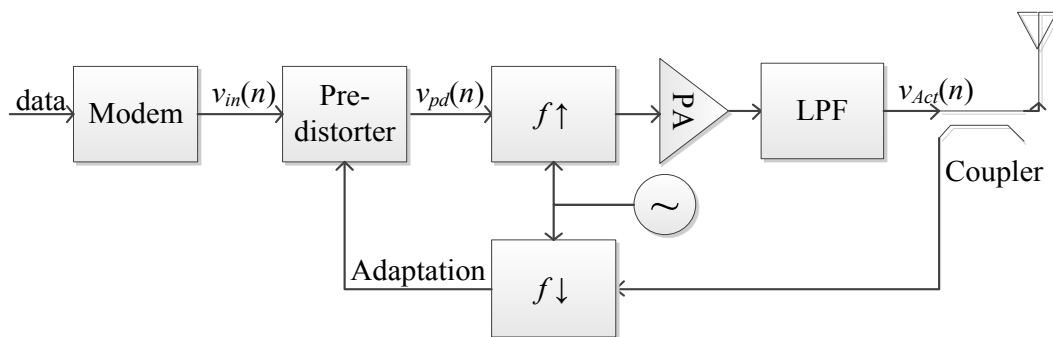 data
Modem
v_in(n)
Pre-
distorter
v_pd(n)
f↑
PA
LPF
v_Act(n)
Coupler
~
Adaptation
f↓